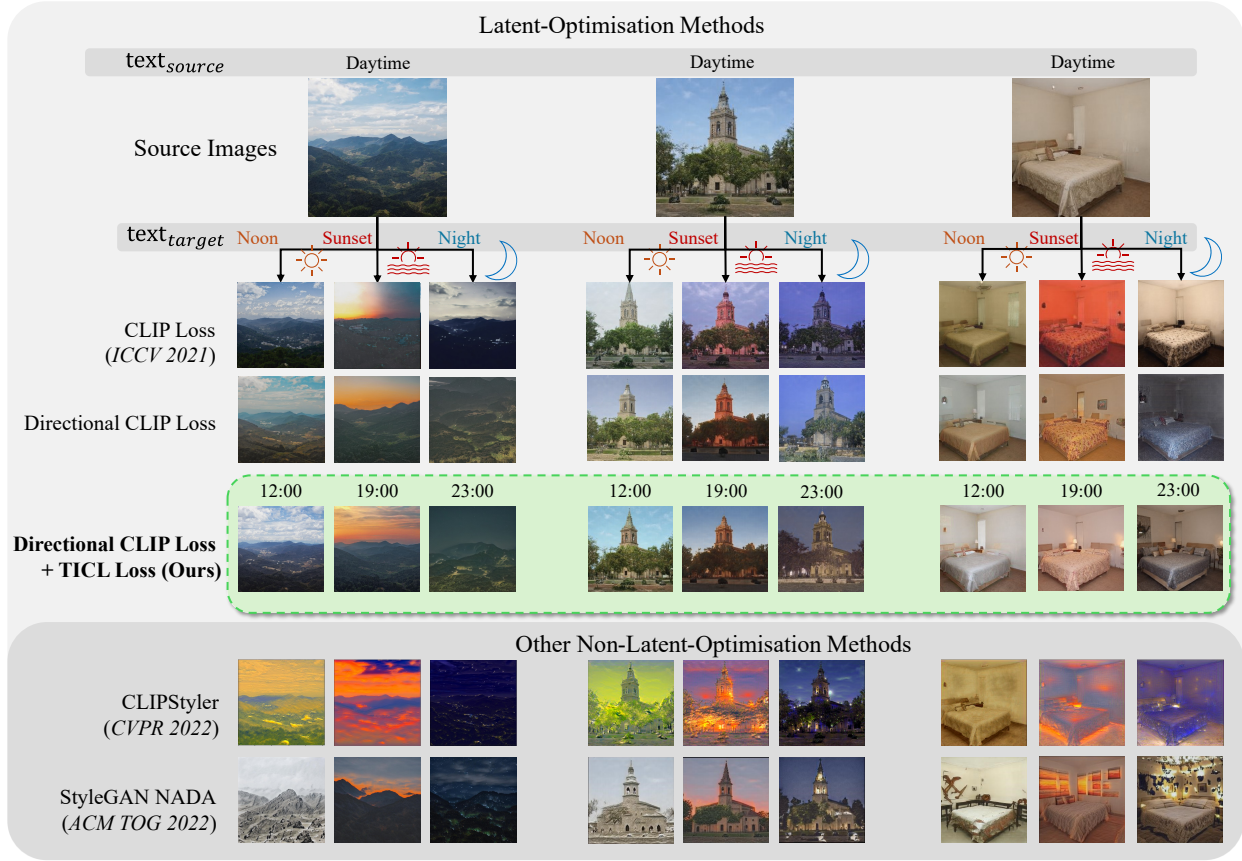 Latent-Optimisation Methods
text_source Daytime Daytime Daytime
Source Images
text_target Noon Sunset Night Noon Sunset Night Noon Sunset Night
CLIP Loss
(ICCV 2021)
Directional CLIP Loss
12:00 19:00 23:00 12:00 19:00 23:00 12:00 19:00 23:00
Directional CLIP Loss
+ TICL Loss (Ours)
Other Non-Latent-Optimisation Methods
CLIPStyler
(CVPR 2022)
StyleGAN NADA
(ACM TOG 2022)